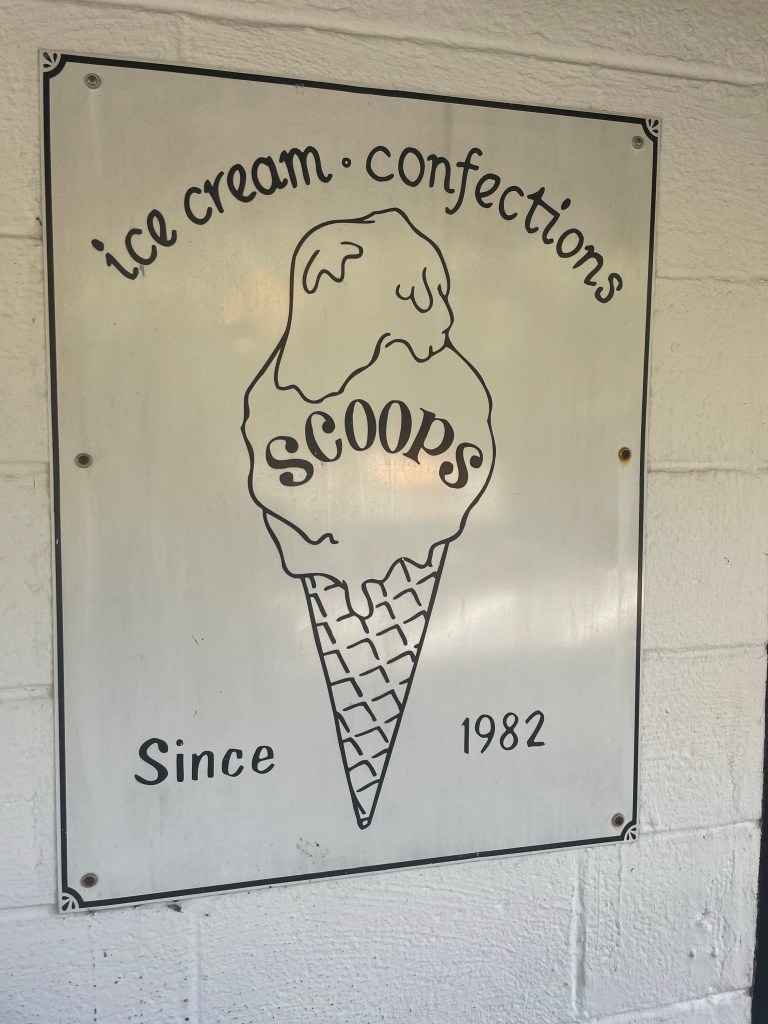 ice cream · confections
SCOOPS
Since 1982